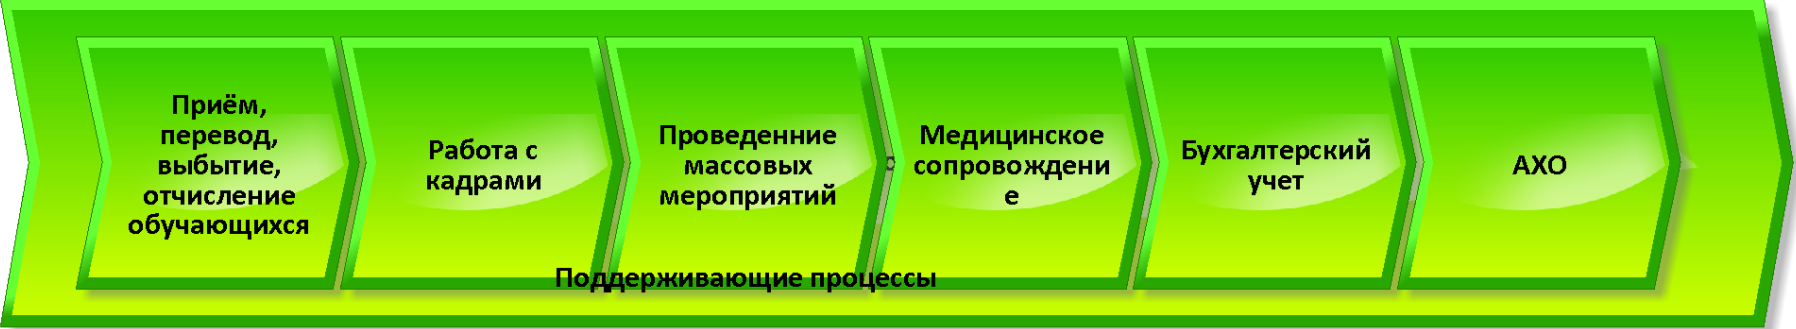 Приём,
перевод,
выбытие,
отчисление
обучающихся
Работа с
кадрами
Проведенние
массовых
мероприятий
Медицинское
сопровождени
е
Бухгалтерский
учет
АХО
Поддерживающие процессы